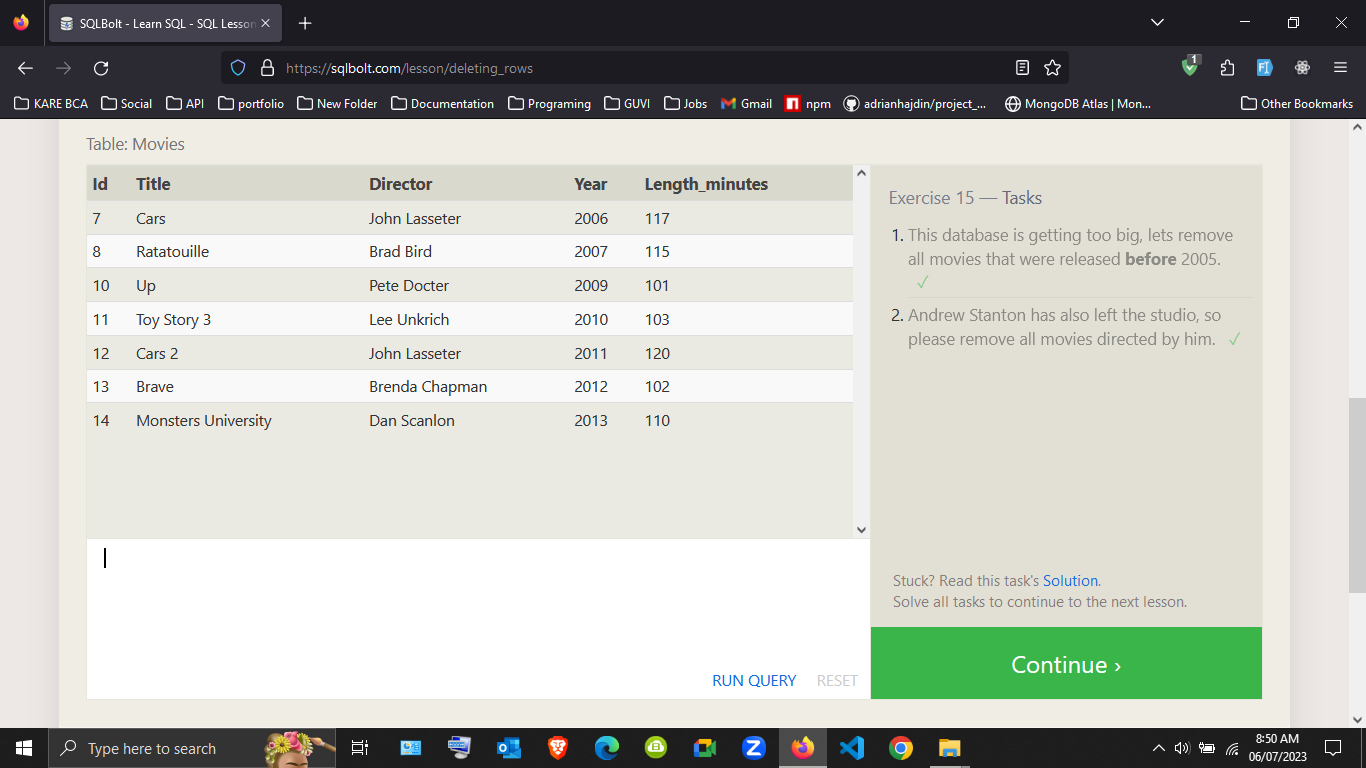 SQLBolt - Learn SQL - SQL Lesson
https://sqlbolt.com/lesson/deleting_rows
1
KARE BCA Social API portfolio New Folder Documentation Programing GUVI Jobs Gmail npm adrianhajdin/project_... MongoDB Atlas | Mon... Other Bookmarks
Table: Movies
Id Title Director Year Length_minutes
7 Cars John Lasseter 2006 117
8 Ratatouille Brad Bird 2007 115
10 Up Pete Docter 2009 101
11 Toy Story 3 Lee Unkrich 2010 103
12 Cars 2 John Lasseter 2011 120
13 Brave Brenda Chapman 2012 102
14 Monsters University Dan Scanlon 2013 110
RUN QUERY RESET
Exercise 15 — Tasks
1. This database is getting too big, lets remove
all movies that were released before 2005.
✓
2. Andrew Stanton has also left the studio, so
please remove all movies directed by him. ✓
Stuck? Read this task's Solution.
Solve all tasks to continue to the next lesson.
Continue ›
Type here to search
8:50 AM
06/07/2023